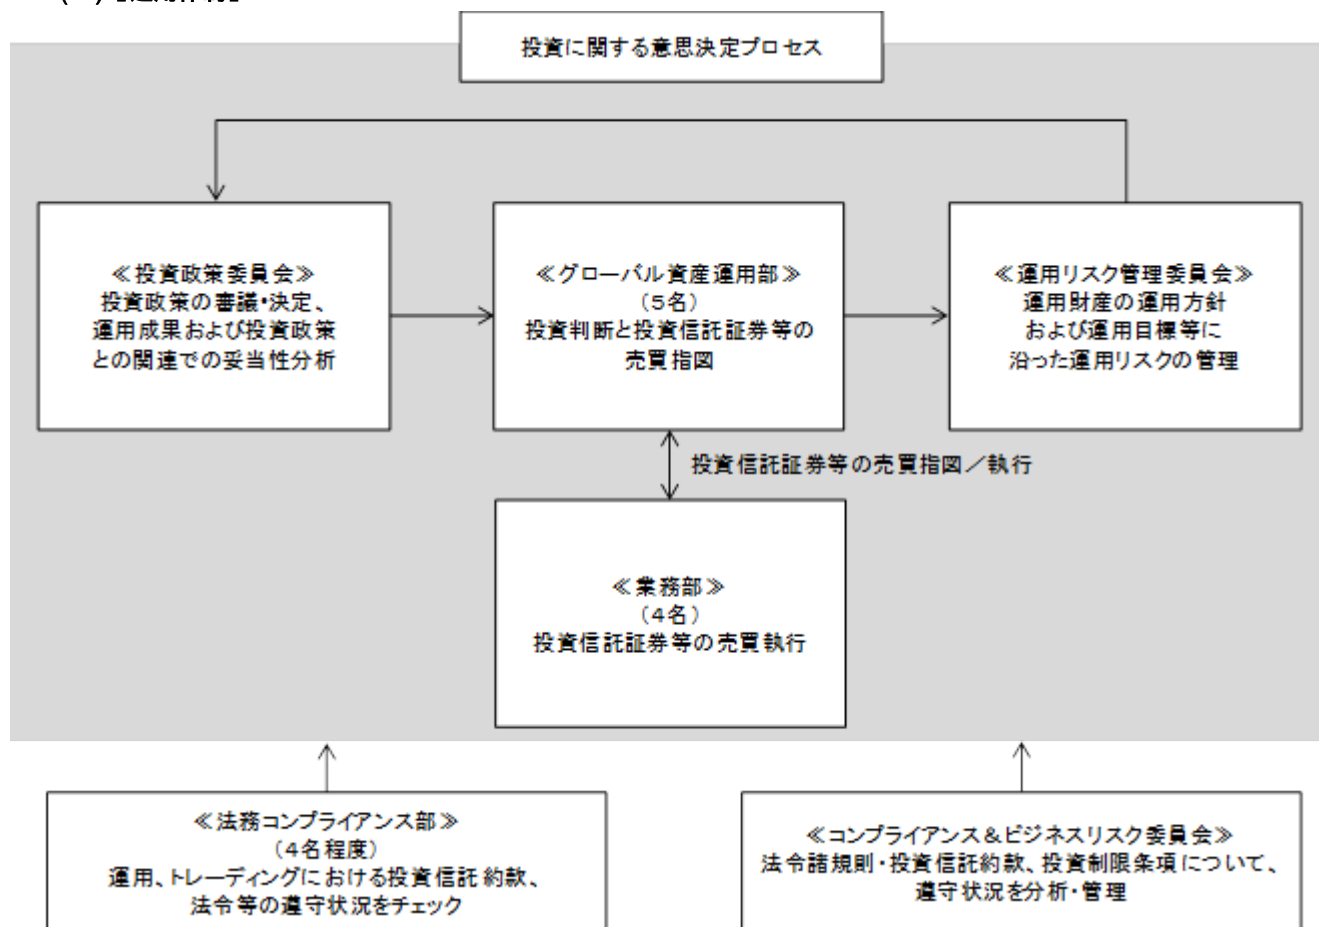 投資に関する意思決定プロセス
≪投資政策委員会≫
投資政策の審議・決定、
運用成果および投資政策
との関連での妥当性分析
≪グローバル資産運用部≫
(5名)
投資判断と投資信託証券等の
売買指図
≪運用リスク管理委員会≫
運用財産の運用方針
および運用目標等に
沿った運用リスクの管理
投資信託証券等の売買指図／執行
≪業務部≫
(4名)
投資信託証券等の売買執行
≪法務コンプライアンス部≫
(4名程度)
運用、トレーディングにおける投資信託約款、
法令等の遵守状況をチェック
≪コンプライアンス＆ビジネスリスク委員会≫
法令諸規則・投資信託約款、投資制限条項について、
遵守状況を分析・管理